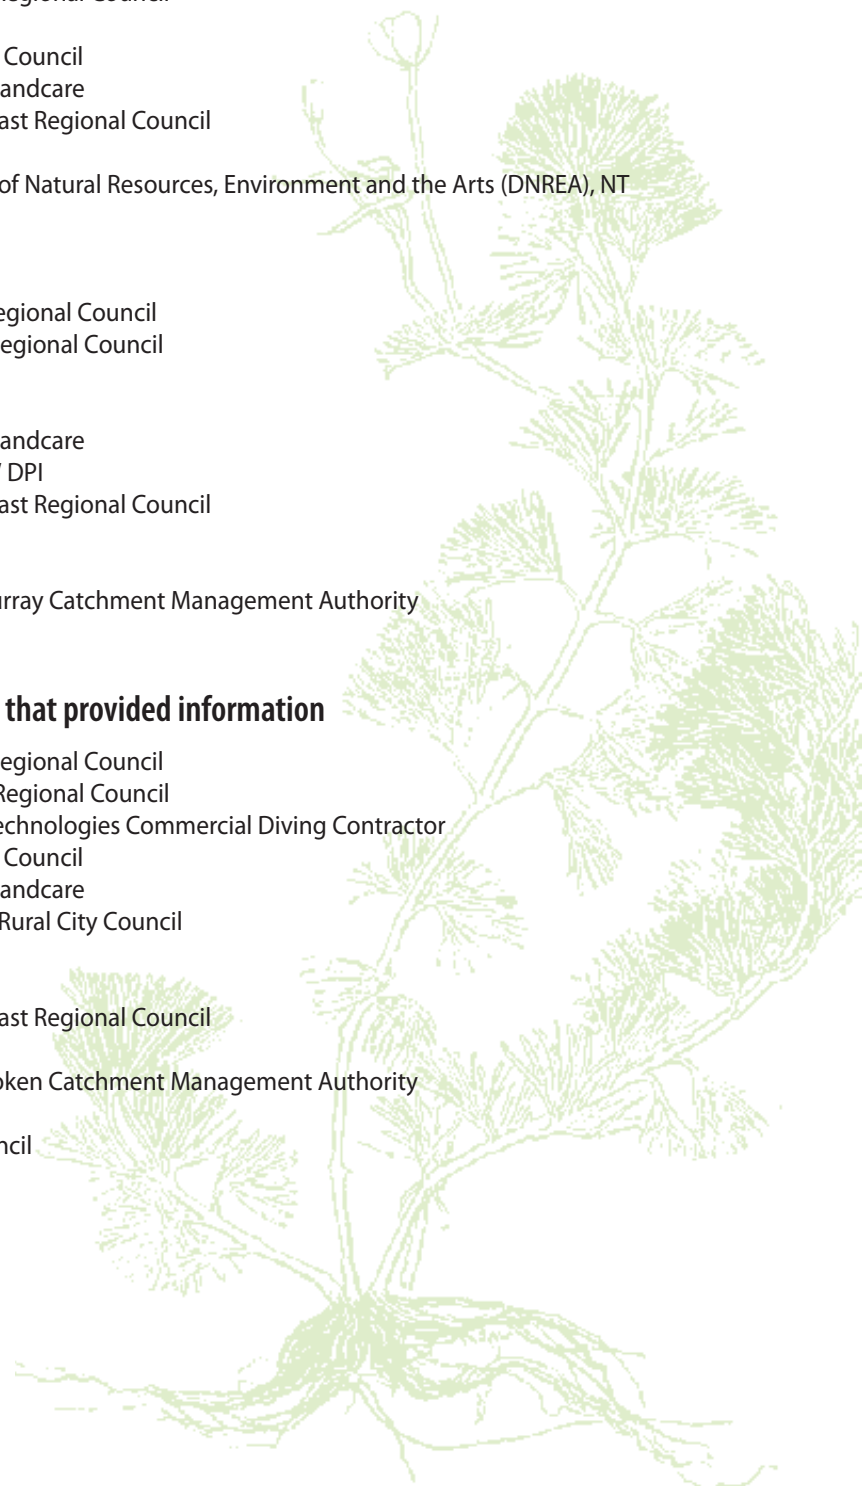 Regional Council
Council
andcare
ast Regional Council
of Natural Resources, Environment and the Arts (DNREA), NT
egional Council
egional Council
andcare
DPI
ast Regional Council
rray Catchment Management Authority
that provided information
egional Council
Regional Council
echnologies Commercial Diving Contractor
Council
andcare
Rural City Council
ast Regional Council
oken Catchment Management Authority
ncil